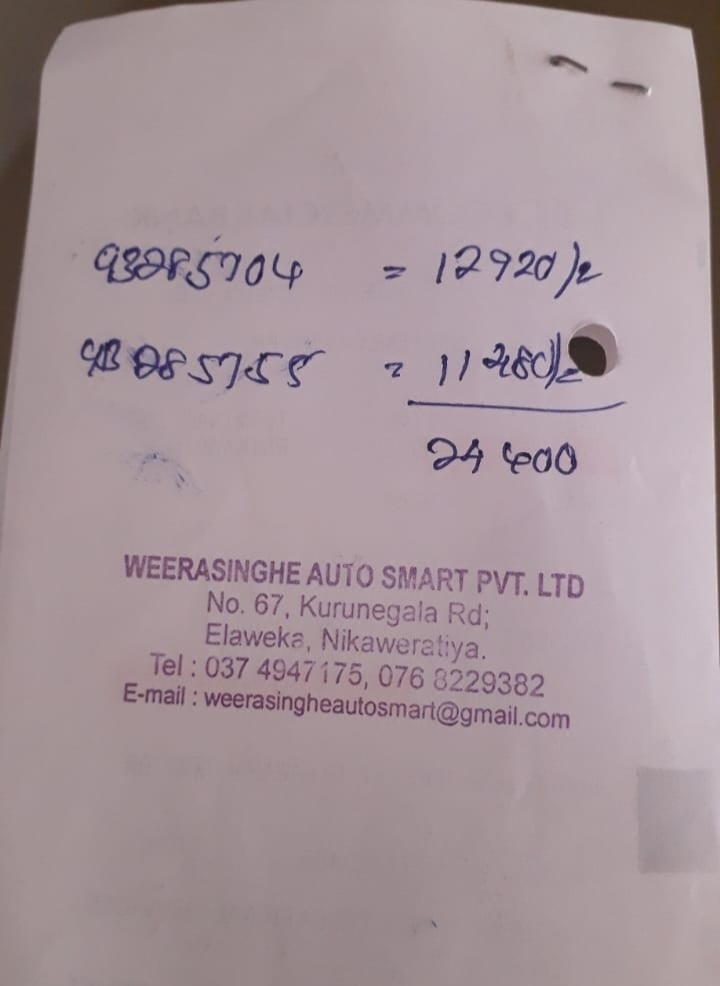 93285704 = 12920/=
93285755 = 11480/=
24400
WEERASINGHE AUTO SMART PVT. LTD
No. 67, Kurunegala Rd;
Elaweka, Nikaweratiya.
Tel : 037 4947175, 076 8229382
E-mail : weerasingheautosmart@gmail.com